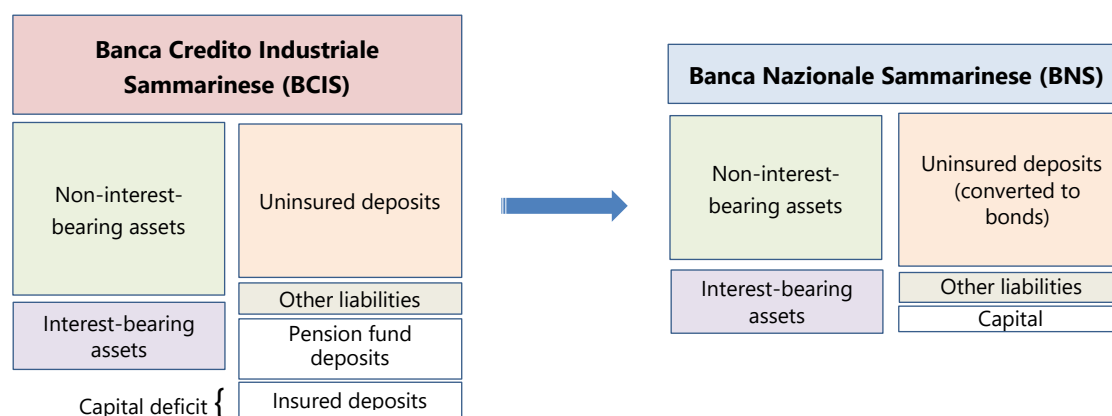 Banca Credito Industriale
Sammarinese (BCIS)
Non-interest-
bearing assets
Uninsured deposits
Other liabilities
Interest-bearing
assets
Pension fund
deposits
Capital deficit {
Insured deposits
Banca Nazionale Sammarinese (BNS)
Non-interest-
bearing assets
Uninsured deposits
(converted to
bonds)
Interest-bearing
assets
Other liabilities
Capital